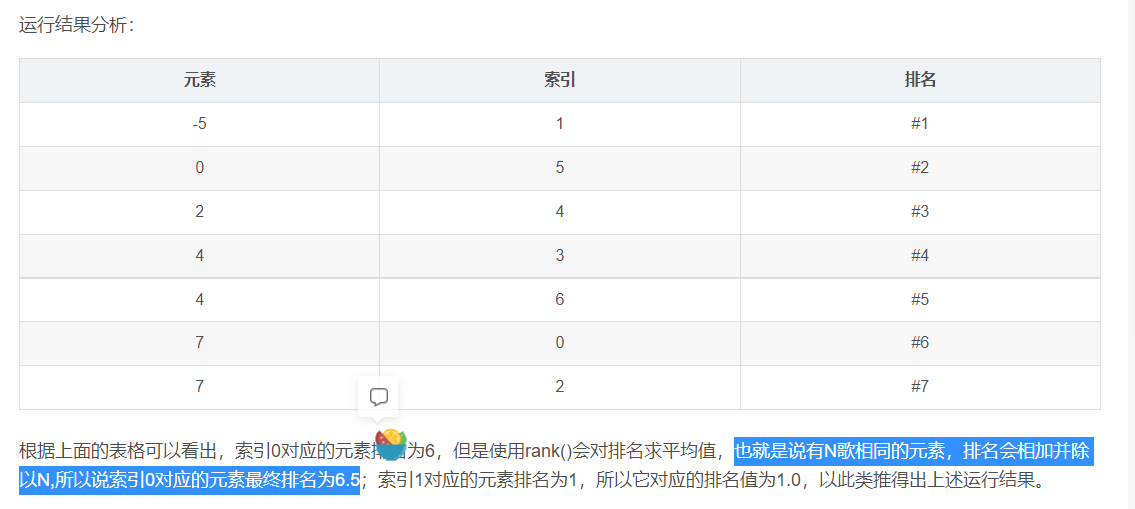 运行结果分析：
元素 索引 排名
-5 1 #1
0 5 #2
2 4 #3
4 3 #4
4 6 #5
7 0 #6
7 2 #7
根据上面的表格可以看出，索引0对应的元素排为6，但是使用rank()会对排名求平均值，也就是说有N歌相同的元素，排名会相加并除
以N,所以说索引0对应的元素最终排名为6.5；索引1对应的元素排名为1，所以它对应的排名值为1.0，以此类推得出上述运行结果。